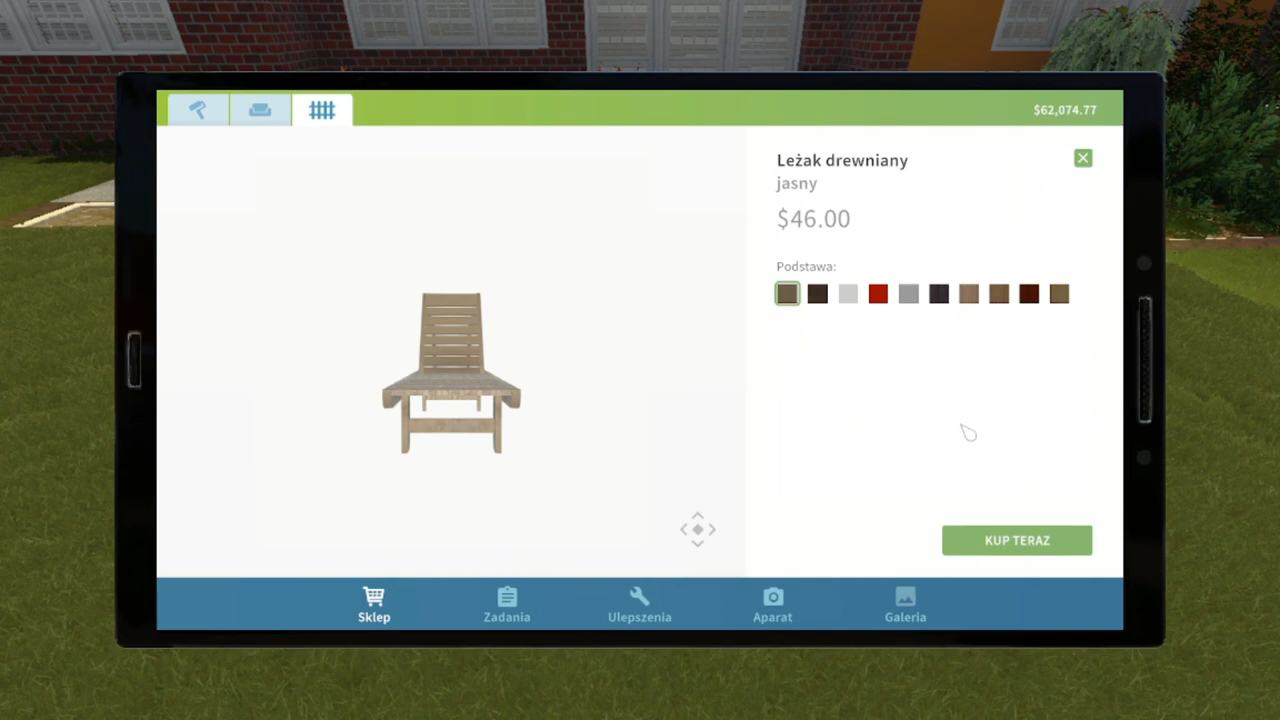 $62,074.77
Leżak drewniany
jasny
$46.00
Podstawa:
KUP TERAZ
Sklep
Zadania
Ulepszenia
Aparat
Galeria